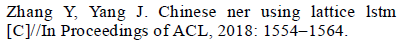 Zhang Y, Yang J. Chinese ner using lattice lstm
[C]//In Proceedings of ACL, 2018: 1554–1564.